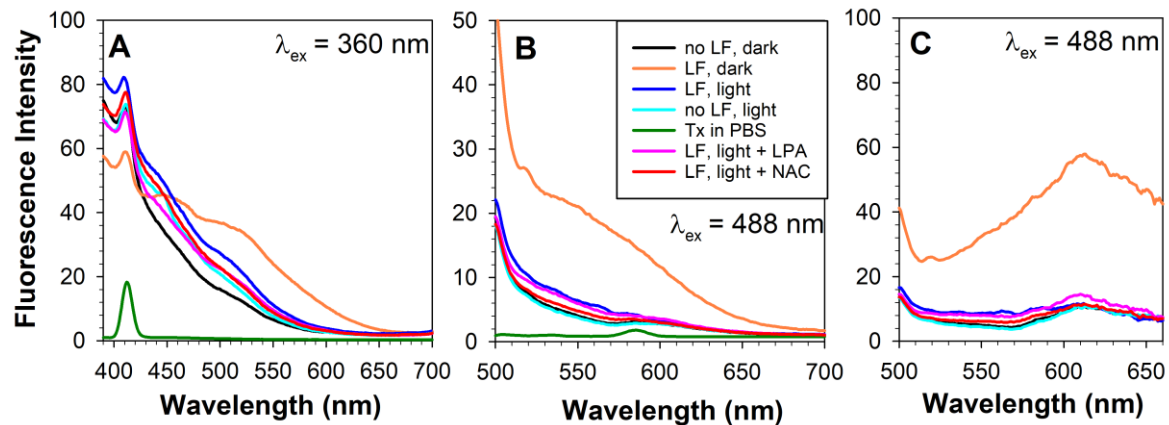 A
λex = 360 nm
B
no LF, dark
LF, dark
LF, light
no LF, light
Tx in PBS
LF, light + LPA
LF, light + NAC
λex = 488 nm
C
λex = 488 nm
Fluorescence Intensity
100
80
60
40
20
0
50
40
30
20
10
0
100
80
60
40
20
0
400 450 500 550 600 650 700
500 550 600 650 700
500 550 600 650
Wavelength (nm)
Wavelength (nm)
Wavelength (nm)